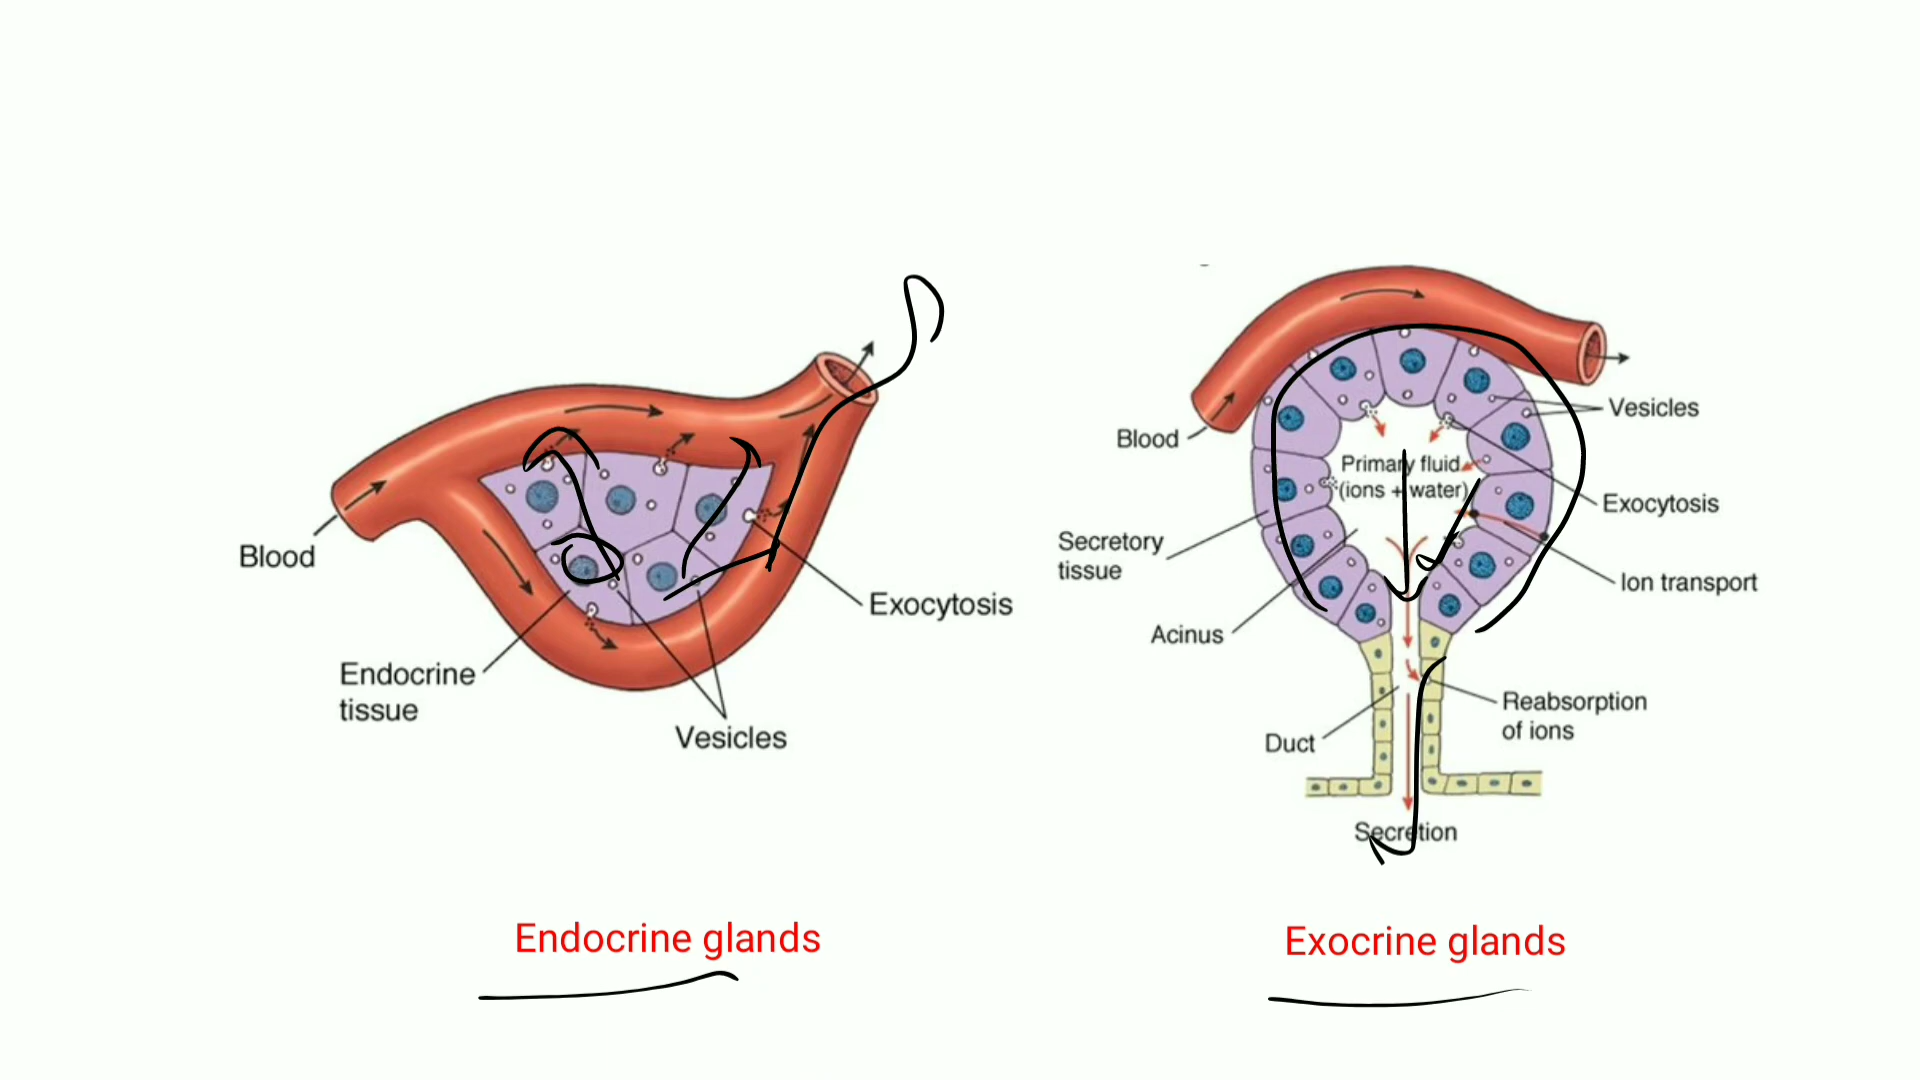 Blood
Endocrine
tissue
Vesicles
Exocytosis
Endocrine glands
Blood
Secretory
tissue
Acinus
Duct
Primary fluid
(ions + water)
Vesicles
Exocytosis
Ion transport
Reabsorption
of ions
Secretion
Exocrine glands